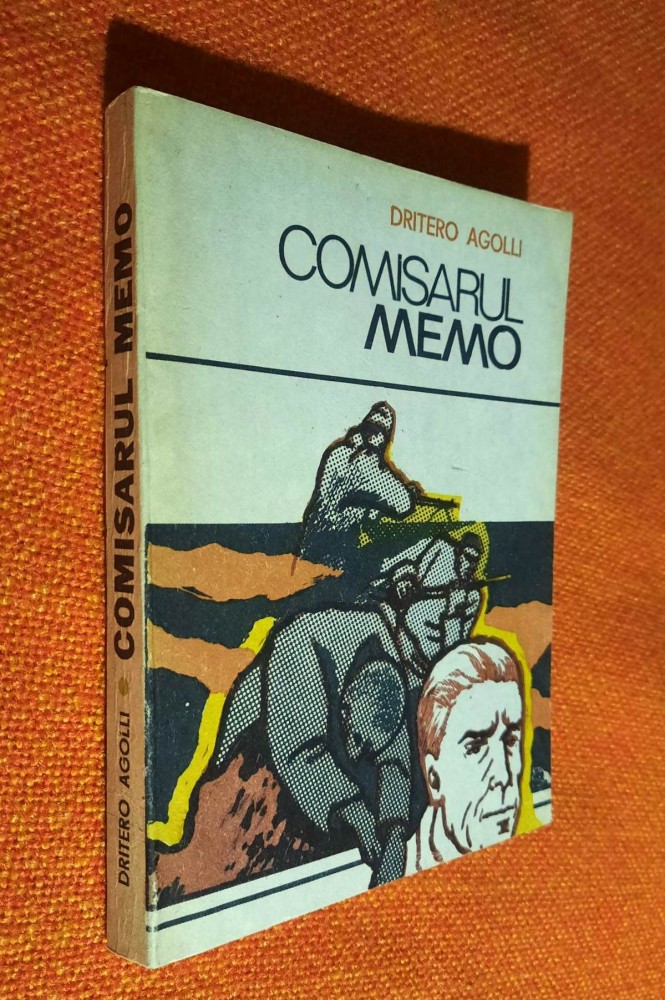 DRITERO AGOLLI
COMISARUL
MEMO
DRITERO AGOLLI * COMISARUL MEMO